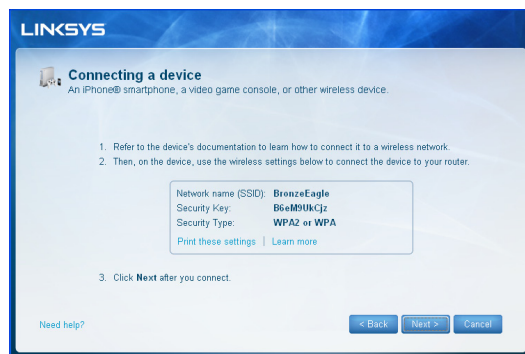 LINKSYS
Connecting a device
An iPhone® smartphone, a video game console, or other wireless device.
1. Refer to the device's documentation to learn how to connect it to a wireless network.
2. Then, on the device, use the wireless settings below to connect the device to your router.
Network name (SSID): BronzeEagle
Security Key: B6eM9UkCjz
Security Type: WPA2 or WPA
Print these settings | Learn more
3. Click Next after you connect.
Need help?
< Back Next > Cancel